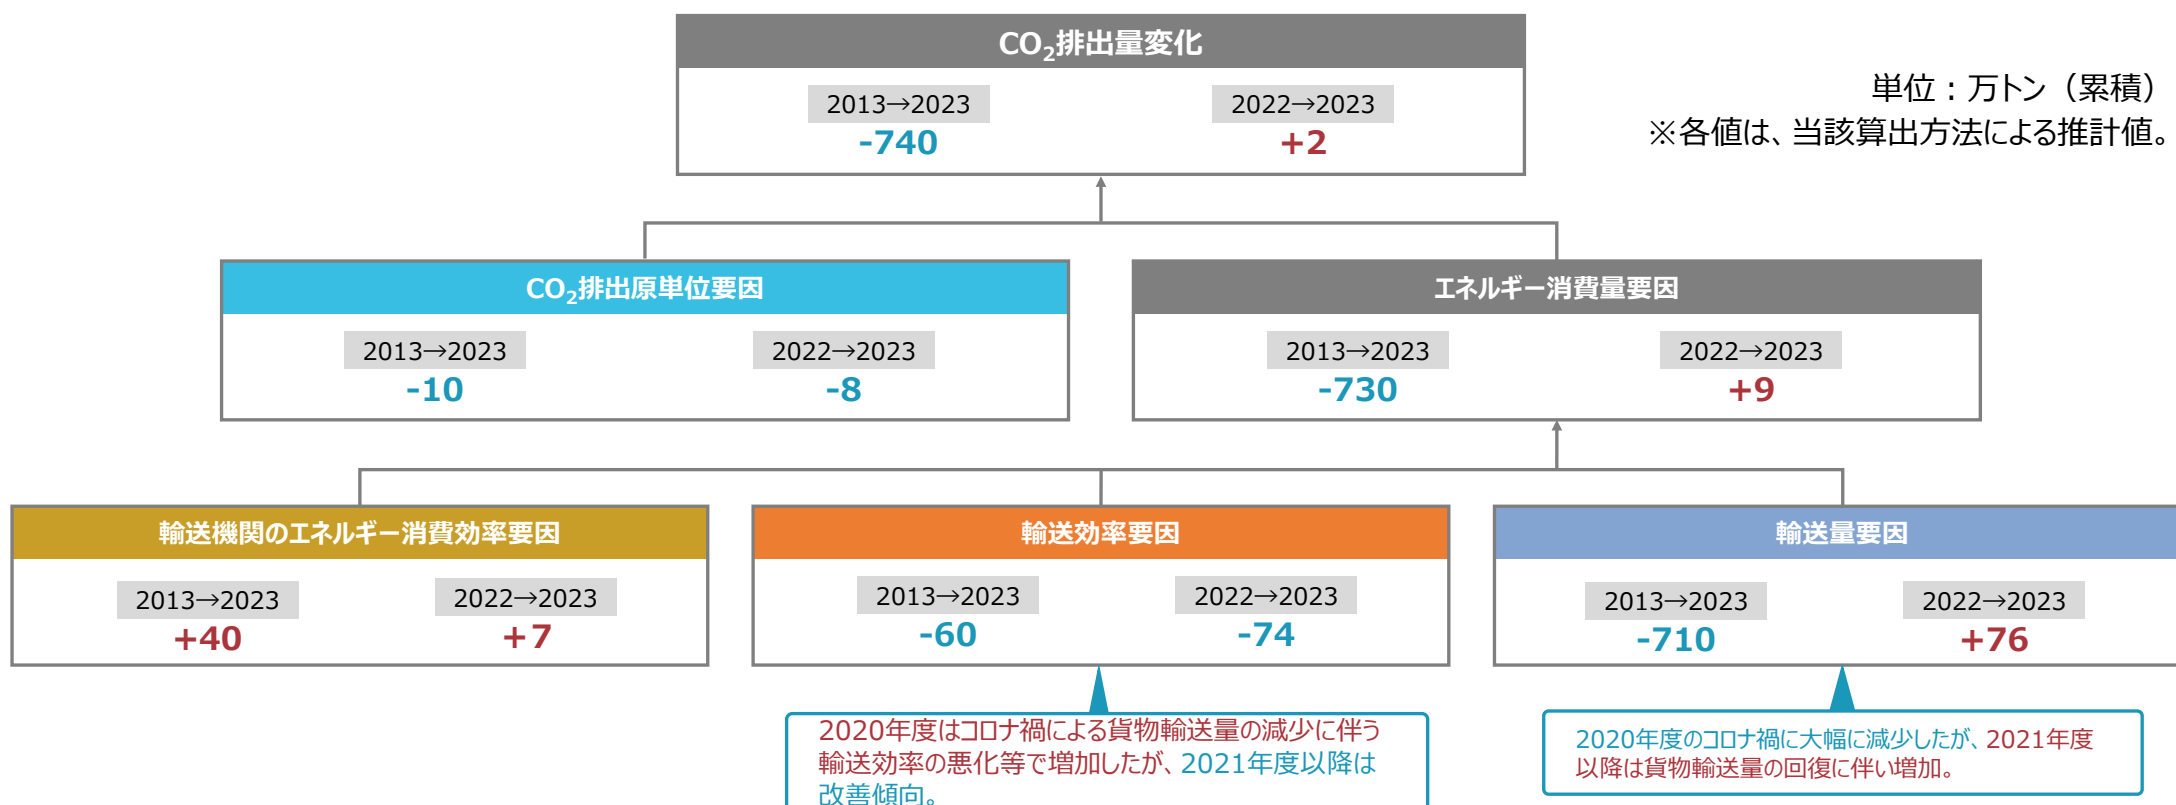 CO₂排出量変化
2013→2023
2022→2023
-740
+2
単位：万トン（累積）
※各値は、当該算出方法による推計値。
CO₂排出原単位要因
2013→2023
2022→2023
-10
-8
エネルギー消費量要因
2013→2023
2022→2023
-730
+9
輸送機関のエネルギー消費効率要因
2013→2023
2022→2023
+40
+7
輸送効率要因
2013→2023
2022→2023
-60
-74
輸送量要因
2013→2023
2022→2023
-710
+76
2020年度はコロナ禍による貨物輸送量の減少に伴う
輸送効率の悪化等で増加したが、2021年度以降は
改善傾向。
2020年度のコロナ禍に大幅に減少したが、2021年度
以降は貨物輸送量の回復に伴い増加。